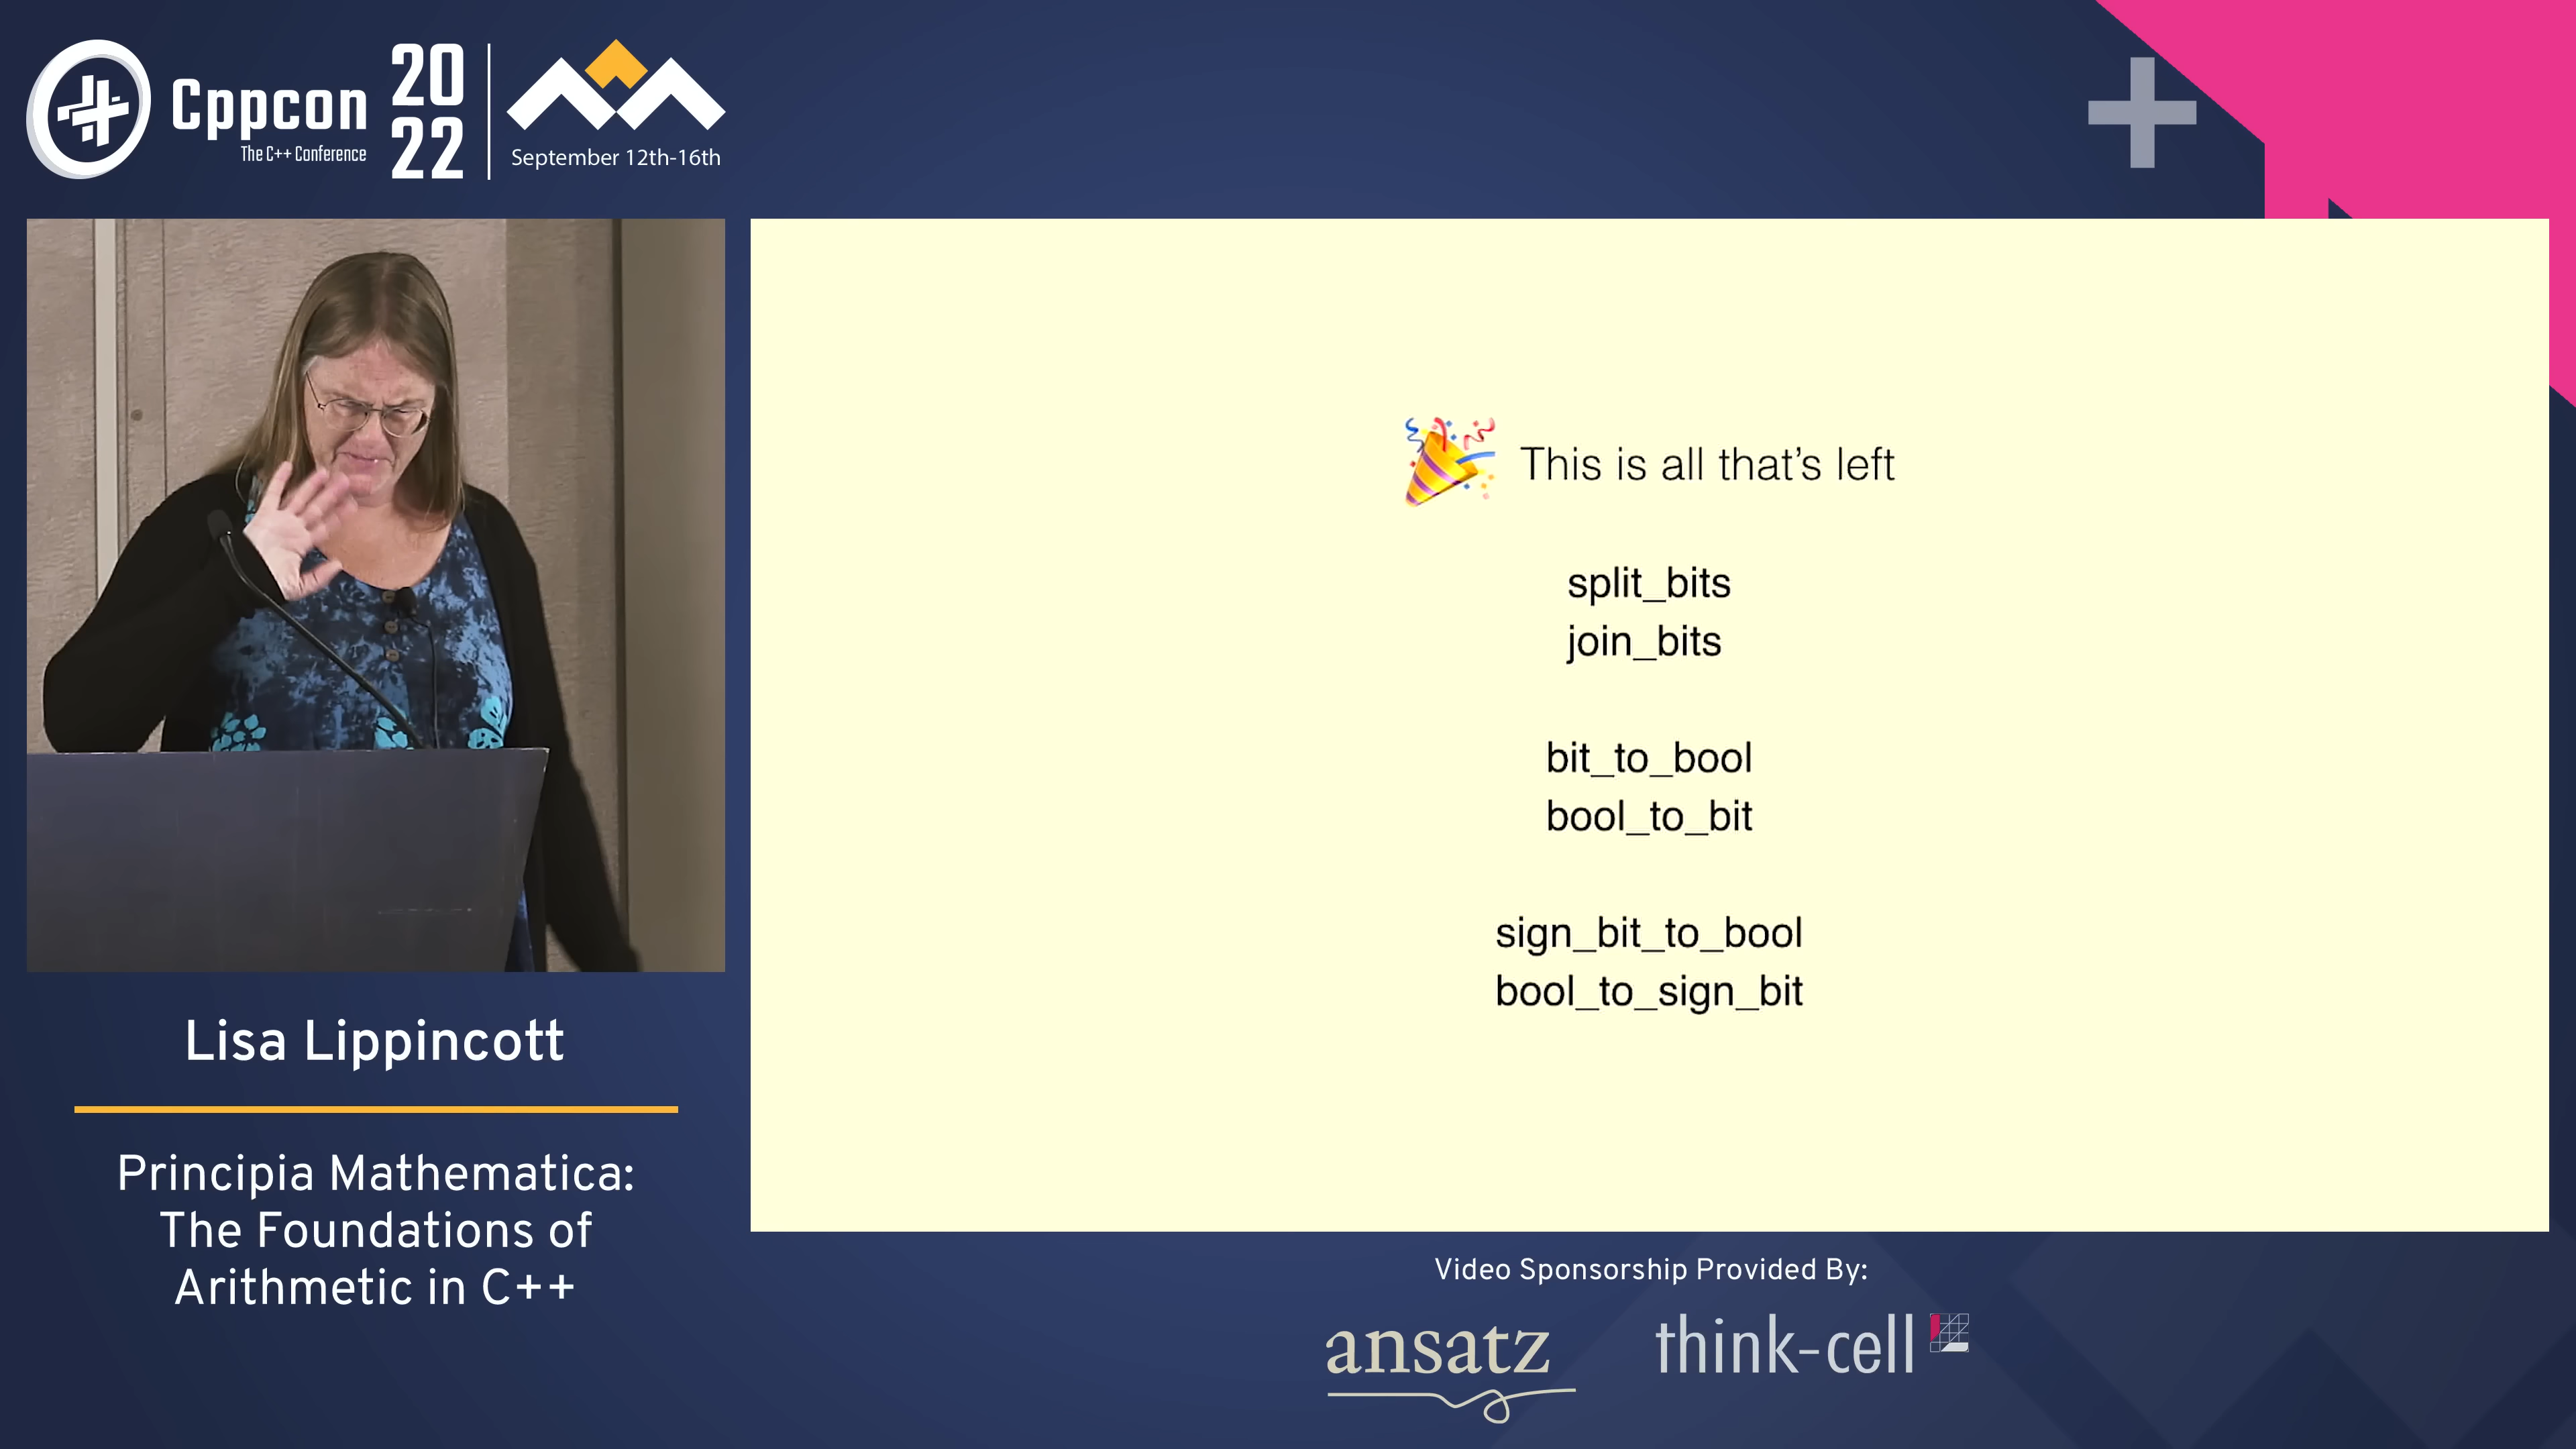 Cppcon
The C++ Conference
20
22
September 12th-16th
🎉 This is all that's left
split_bits
join_bits
bit_to_bool
bool_to_bit
sign_bit_to_bool
bool_to_sign_bit
Lisa Lippincott
Principia Mathematica:
The Foundations of
Arithmetic in C++
Video Sponsorship Provided By:
ansatz
think-cell